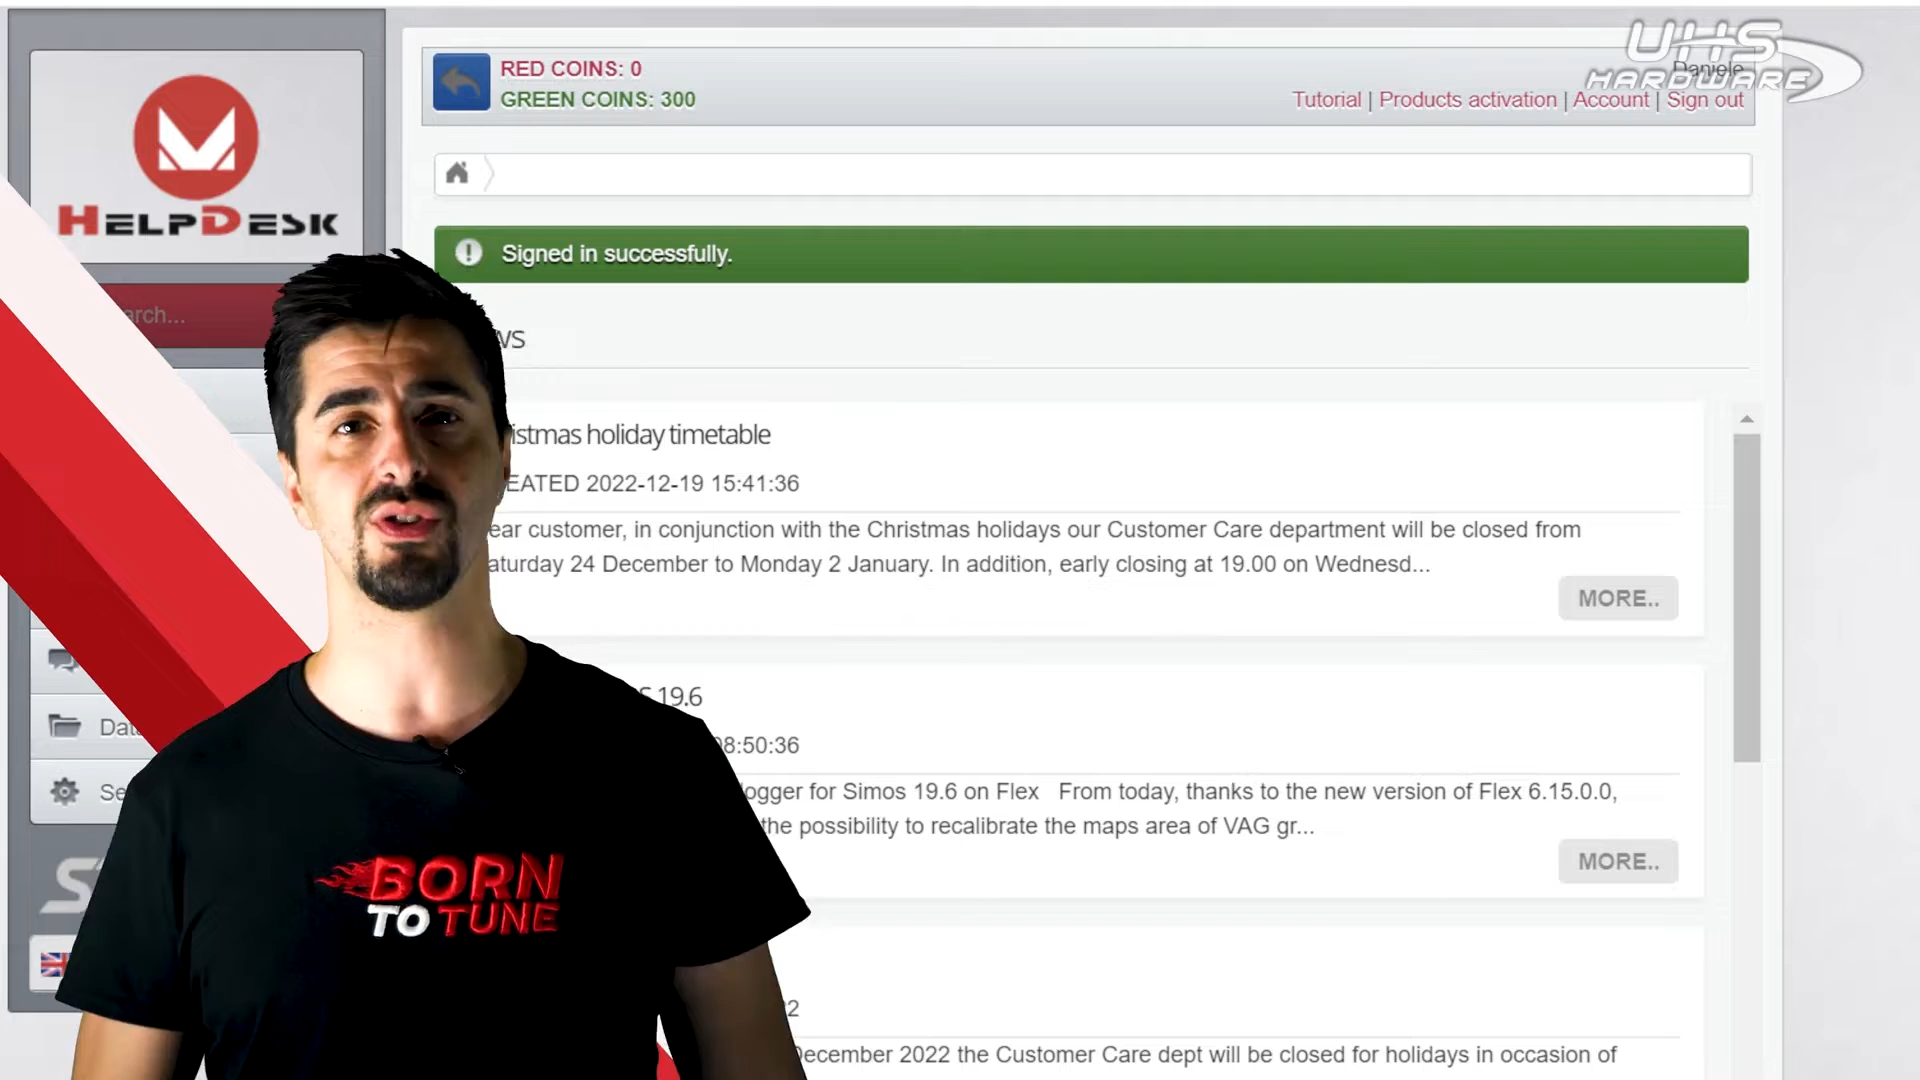 UHS
HARDWARE
RED COINS: 0
GREEN COINS: 300
Daniele
Tutorial | Products activation | Account | Sign out
HELPDESK
Signed in successfully.
arch...
WS
istmas holiday timetable
EATED 2022-12-19 15:41:36
ear customer, in conjunction with the Christmas holidays our Customer Care department will be closed from
aturday 24 December to Monday 2 January. In addition, early closing at 19.00 on Wednesd...
MORE..
S 19.6
08:50:36
Dat
Se
logger for Simos 19.6 on Flex From today, thanks to the new version of Flex 6.15.0.0,
the possibility to recalibrate the maps area of VAG gr...
MORE..
BORN
TO TUNE
2
December 2022 the Customer Care dept will be closed for holidays in occasion of